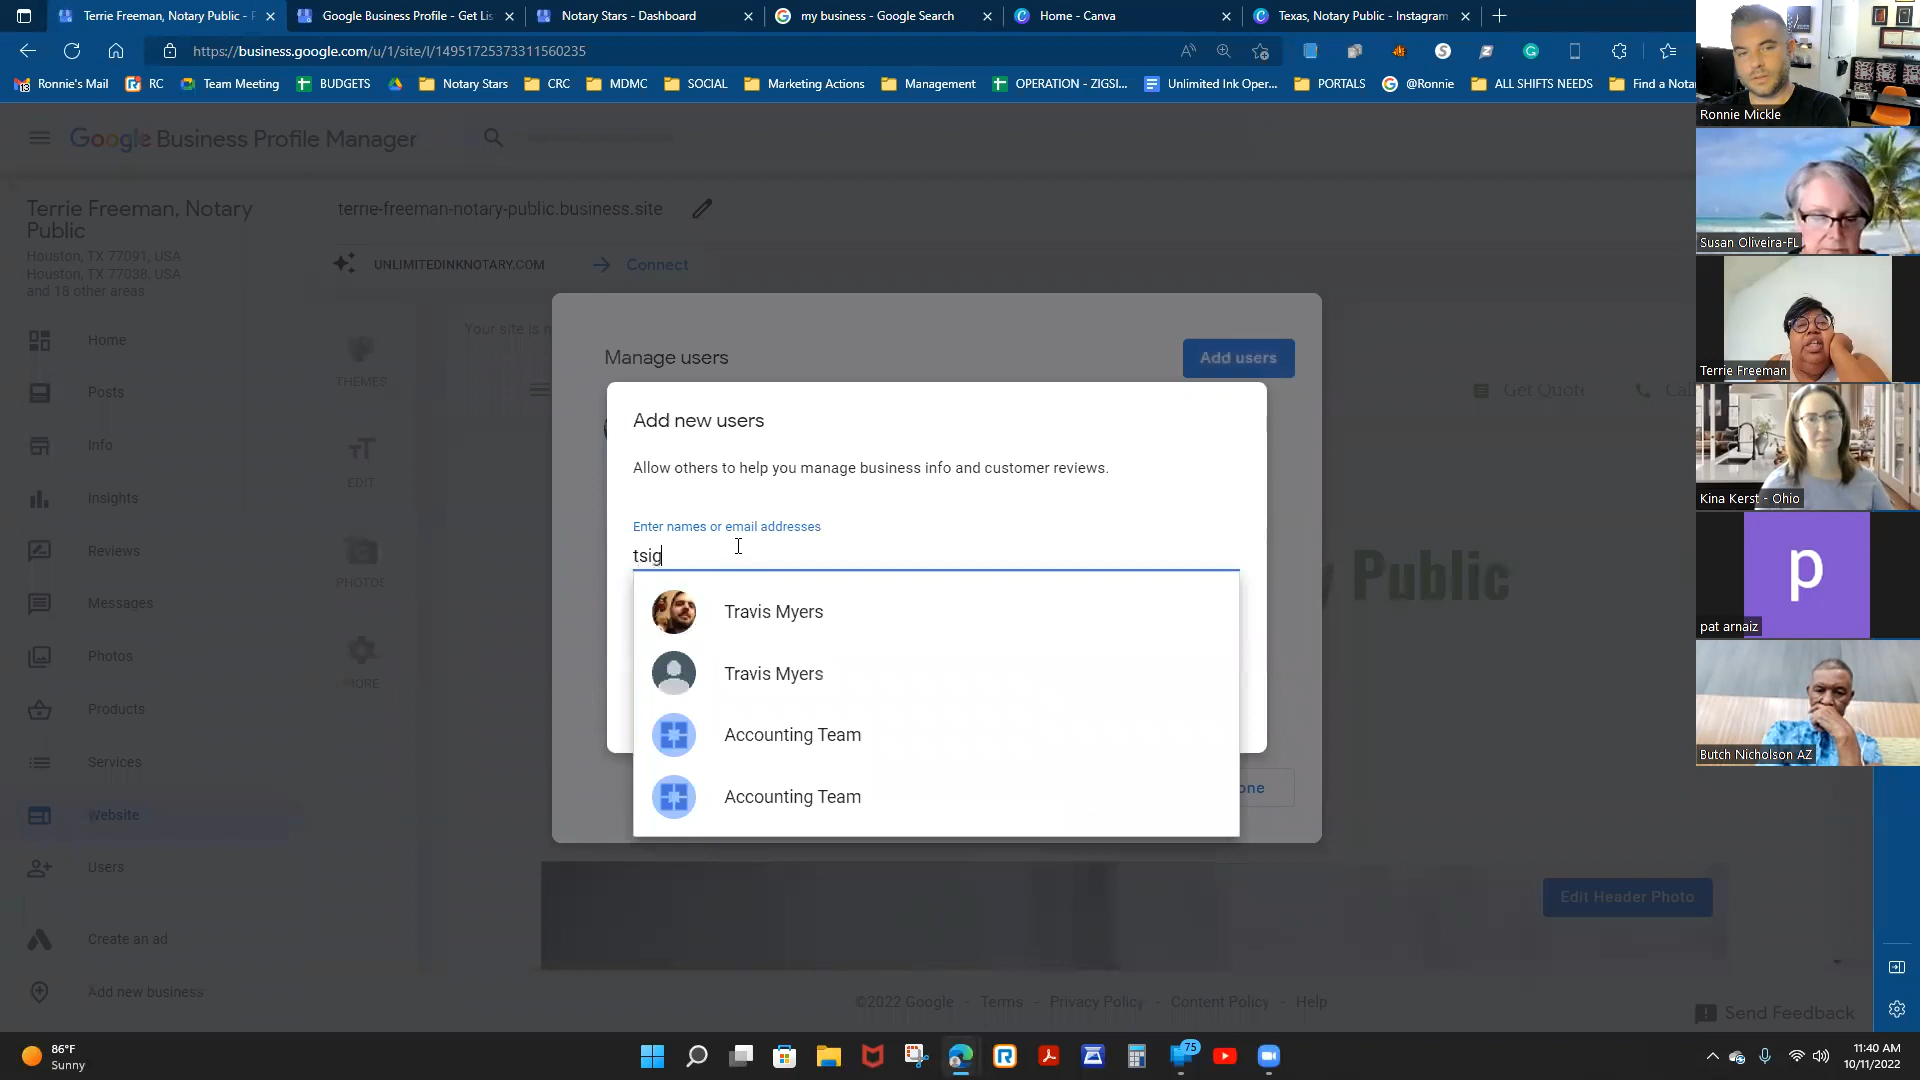 Terrie Freeman, Notary Public - P
Google Business Profile - Get Lis
Notary Stars - Dashboard
my business - Google Search
Home - Canva
Texas, Notary Public - Instagram
https://business.google.com/u/1/site/l/14951725373311560235
Ronnie's Mail
RC
Team Meeting
BUDGETS
Notary Stars
CRC
MDMC
SOCIAL
Marketing Actions
Management
OPERATION - ZIGSI...
Unlimited Ink Oper...
PORTALS
@Ronnie
ALL SHIFTS NEEDS
Find a Nota
Google Business Profile Manager
Terrie Freeman, Notary
Public
Houston, TX 77091, USA
Houston, TX 77038, USA
and 18 other areas
Home
Posts
Info
Insights
Reviews
Messages
Photos
Products
Services
Website
Users
Create an ad
Add new business
terrie-freeman-notary-public.business.site
UNLIMITEDINKNOTARY.COM
Connect
Your site is n
THEMES
EDIT
PHOTOS
MORE
Get Quote
Call
y Public
Manage users
Add users
Add new users
Allow others to help you manage business info and customer reviews.
Enter names or email addresses
tsig
Travis Myers
Travis Myers
Accounting Team
Accounting Team
one
Edit Header Photo
©2022 Google - Terms - Privacy Policy - Content Policy - Help
Send Feedback
Ronnie Mickle
Susan Oliveira-FL
Terrie Freeman
Kina Kerst - Ohio
p
pat arnaiz
Butch Nicholson AZ
86°F
Sunny
75
11:40 AM
10/11/2022